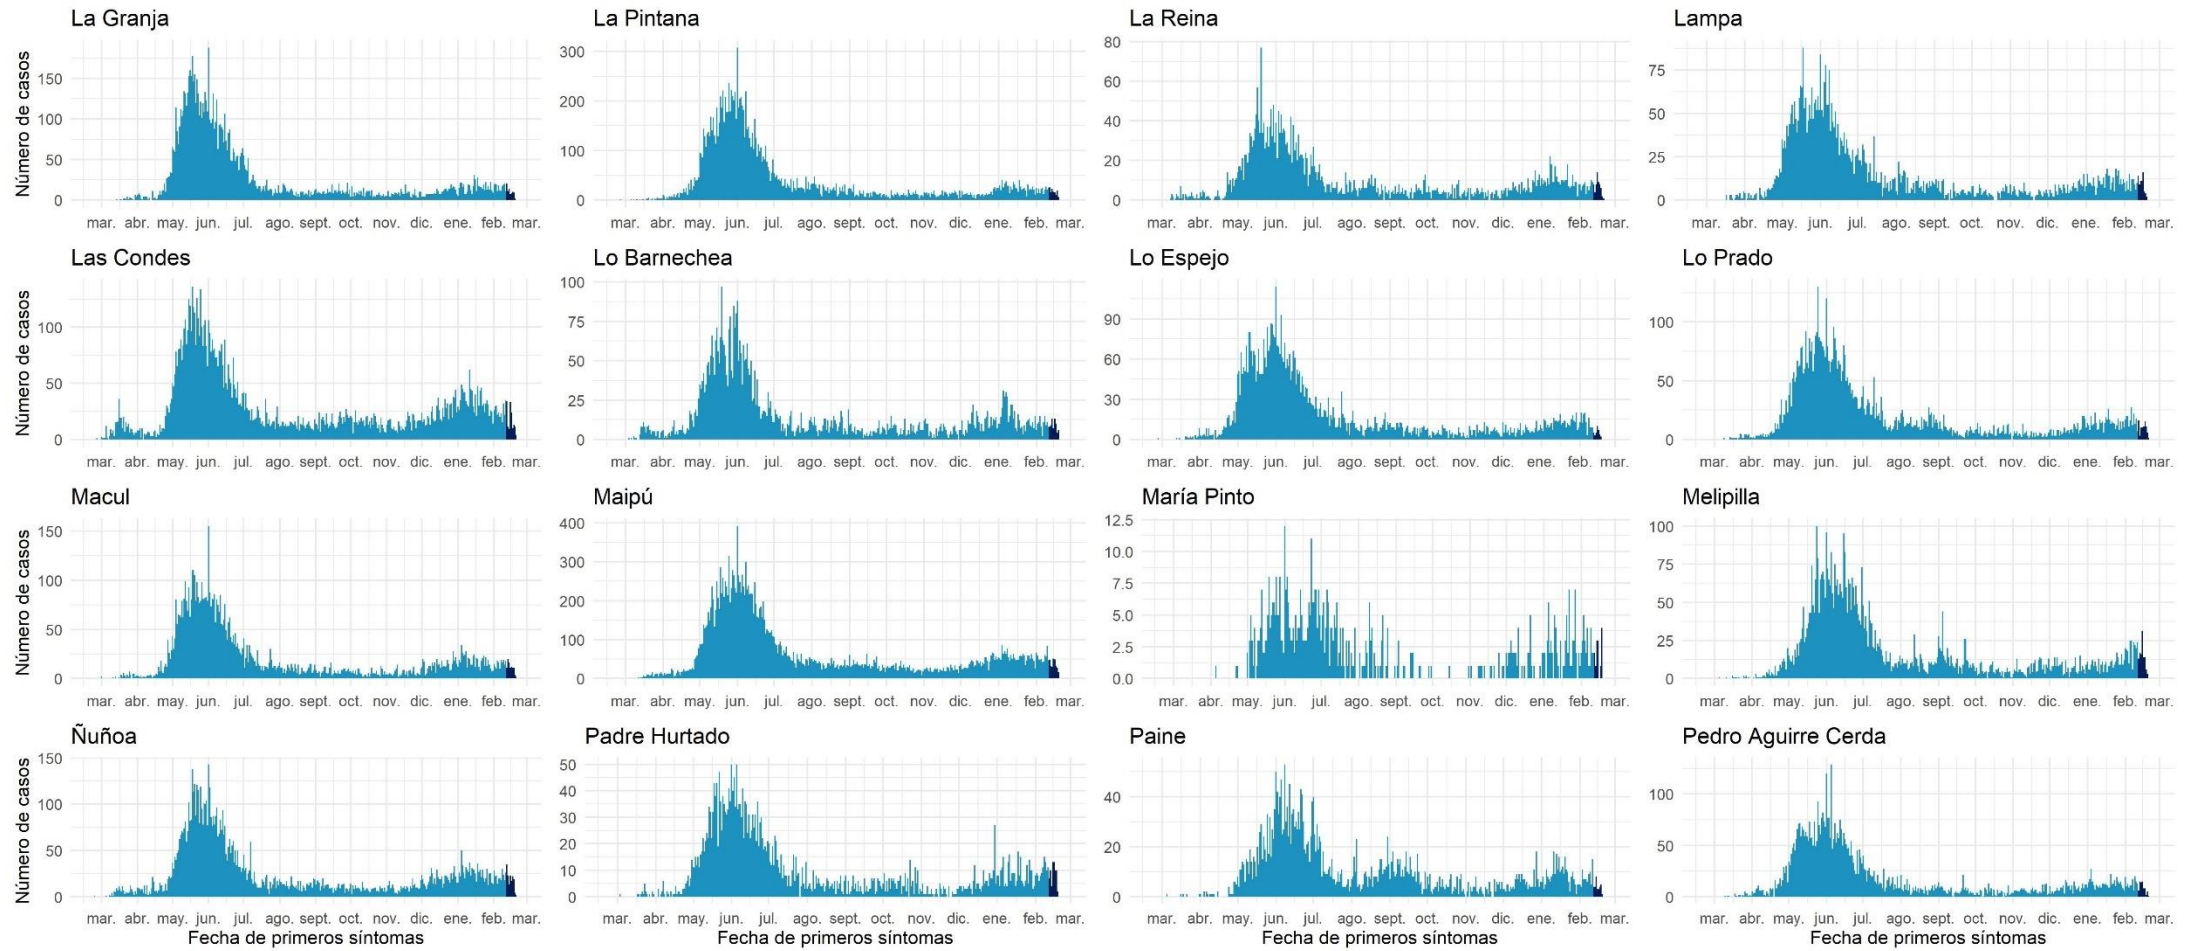 La Granja
La Pintana
La Reina
Lampa
Número de casos
150
100
50
0
300
200
100
0
80
60
40
20
0
75
50
25
0
mar. abr. may. jun. jul. ago. sept. oct. nov. dic. ene. feb. mar.
mar. abr. may. jun. jul. ago. sept. oct. nov. dic. ene. feb. mar.
mar. abr. may. jun. jul. ago. sept. oct. nov. dic. ene. feb. mar.
mar. abr. may. jun. jul. ago. sept. oct. nov. dic. ene. feb. mar.
Las Condes
Lo Barnechea
Lo Espejo
Lo Prado
Número de casos
100
50
0
100
75
50
25
0
90
60
30
0
100
50
0
mar. abr. may. jun. jul. ago. sept. oct. nov. dic. ene. feb. mar.
mar. abr. may. jun. jul. ago. sept. oct. nov. dic. ene. feb. mar.
mar. abr. may. jun. jul. ago. sept. oct. nov. dic. ene. feb. mar.
mar. abr. may. jun. jul. ago. sept. oct. nov. dic. ene. feb. mar.
Macul
Maipú
María Pinto
Melipilla
Número de casos
150
100
50
0
400
300
200
100
0
12.5
10.0
7.5
5.0
2.5
0.0
100
75
50
25
0
mar. abr. may. jun. jul. ago. sept. oct. nov. dic. ene. feb. mar.
mar. abr. may. jun. jul. ago. sept. oct. nov. dic. ene. feb. mar.
mar. abr. may. jun. jul. ago. sept. oct. nov. dic. ene. feb. mar.
mar. abr. may. jun. jul. ago. sept. oct. nov. dic. ene. feb. mar.
Ñuñoa
Padre Hurtado
Paine
Pedro Aguirre Cerda
Número de casos
150
100
50
0
50
40
30
20
10
0
40
20
0
100
50
0
mar. abr. may. jun. jul. ago. sept. oct. nov. dic. ene. feb. mar.
mar. abr. may. jun. jul. ago. sept. oct. nov. dic. ene. feb. mar.
mar. abr. may. jun. jul. ago. sept. oct. nov. dic. ene. feb. mar.
mar. abr. may. jun. jul. ago. sept. oct. nov. dic. ene. feb. mar.
Fecha de primeros síntomas
Fecha de primeros síntomas
Fecha de primeros síntomas
Fecha de primeros síntomas